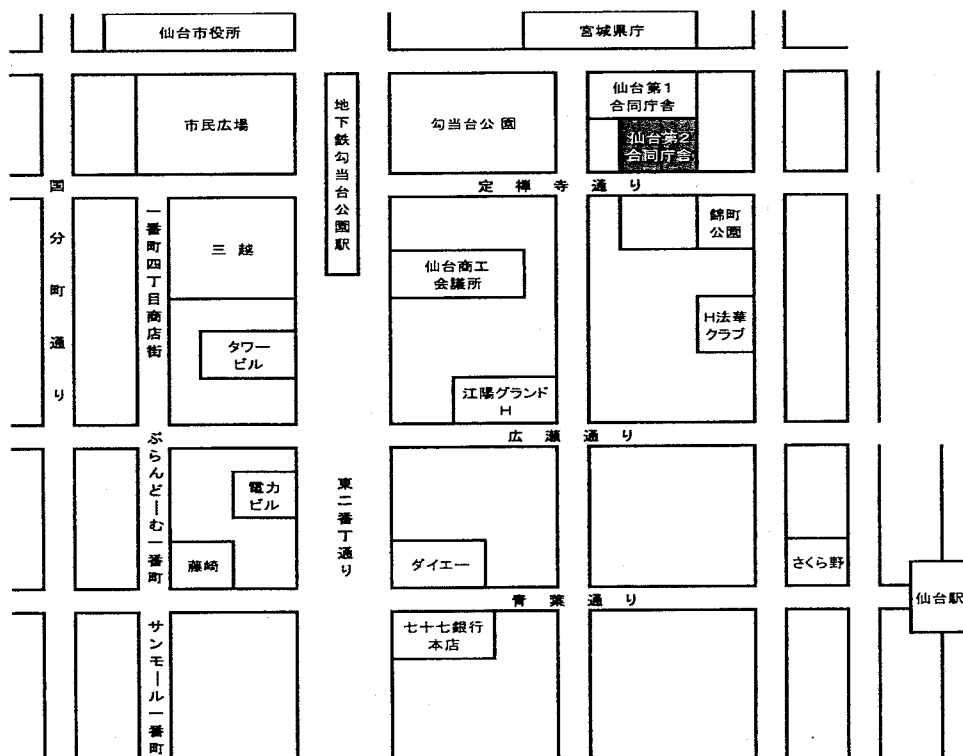 仙台市役所
宮城県庁
市民広場
地下鉄勾当台公園駅
勾当台公園
仙台第1
合同庁舎
仙台第2
合同庁舎
定禅寺通り
国分町通り
一番町四丁目商店街
三越
仙台商工
会議所
錦町
公園
タワー
ビル
H法華
クラブ
江陽グランド
H
広瀬通り
ぶらんどーむ一番町
電力
ビル
東二番丁通り
藤崎
ダイエー
さくら野
仙台駅
青葉通り
七十七銀行
本店
サンモール一番町